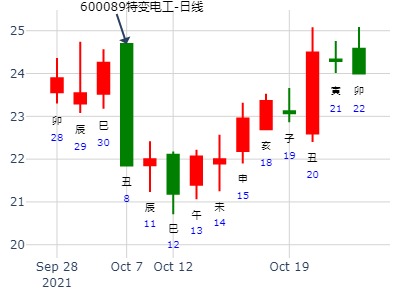 600089特变电工-日线
25
24
23
22
21
20
卯
28
辰
29
巳
30
丑
8
辰
11
巳
12
午
13
未
14
申
15
亥
18
子
19
丑
20
寅
21
卯
22
Sep 28
2021
Oct 7
Oct 12
Oct 19